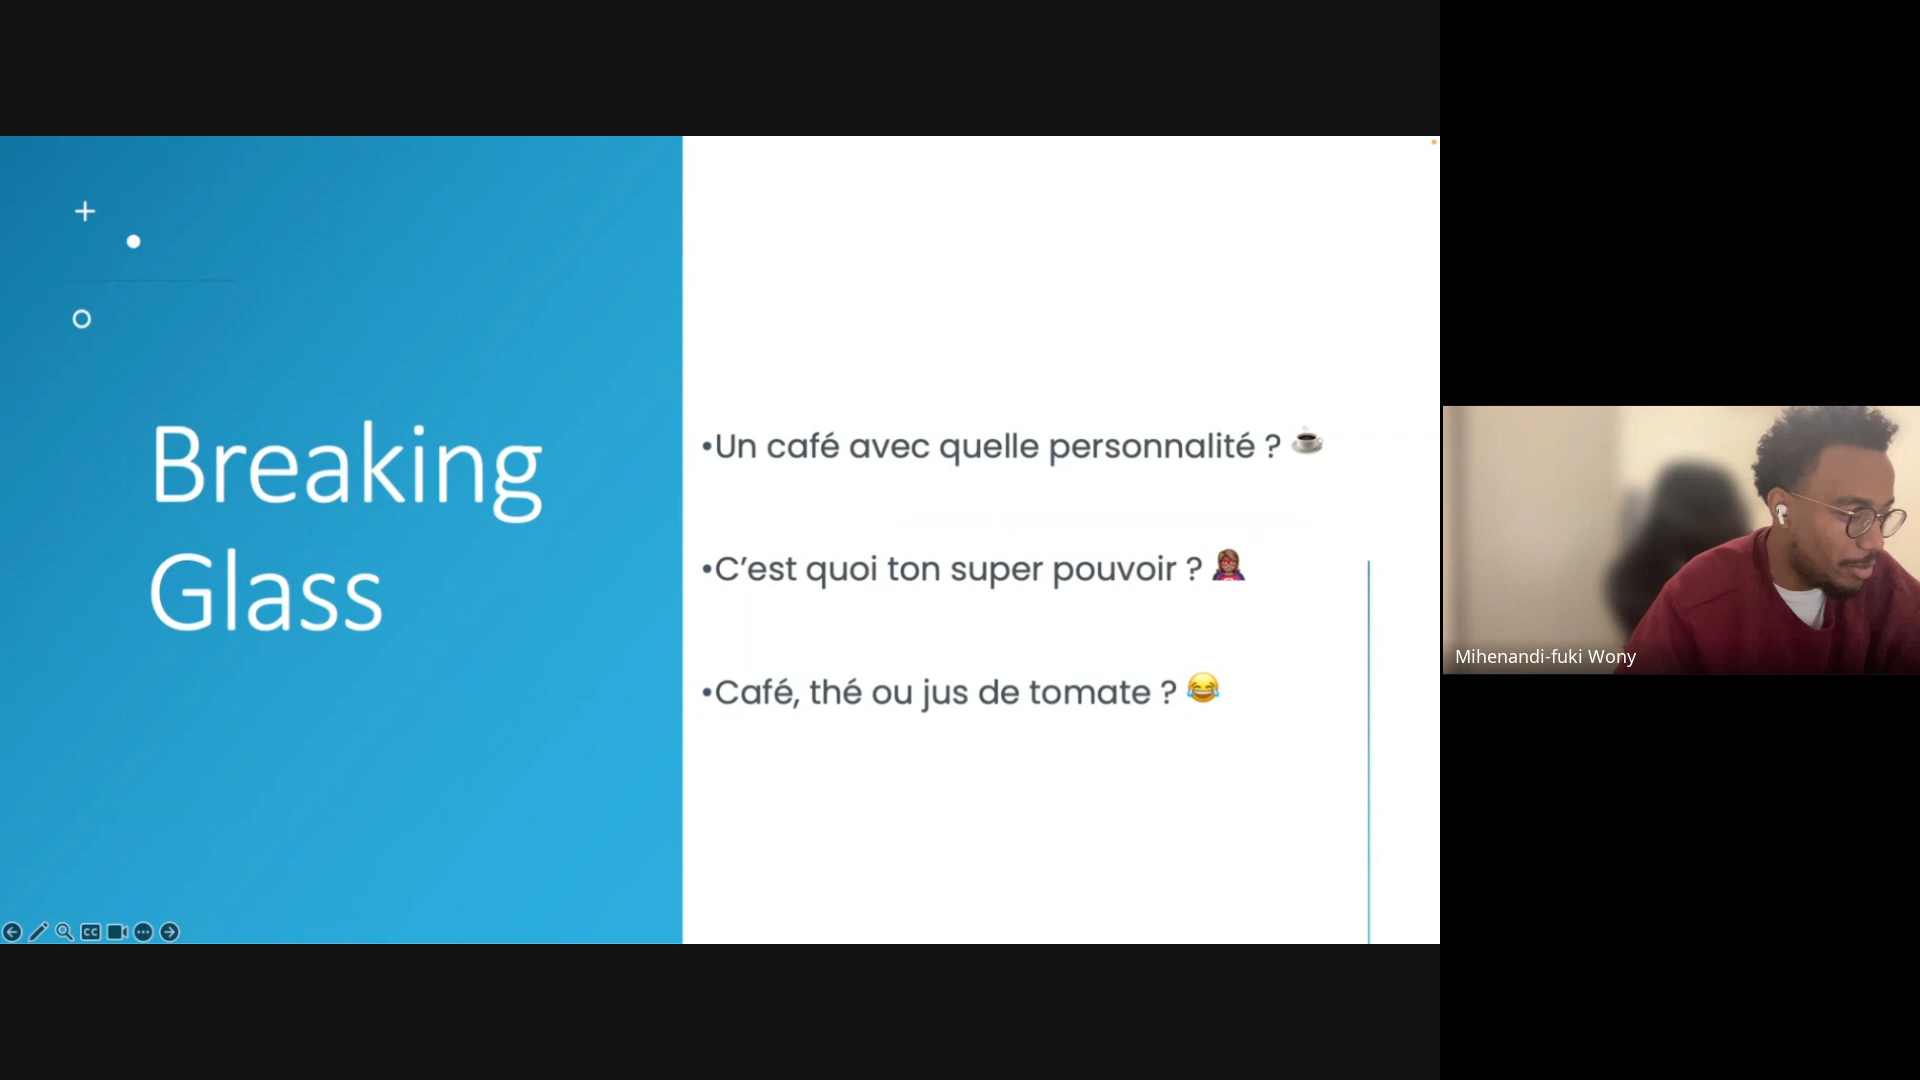 Breaking
Glass
•Un café avec quelle personnalité ? ☕
•C’est quoi ton super pouvoir ? 🦸🏾‍♀️
•Café, thé ou jus de tomate ? 😂
CC
Mihenandi-fuki Wony